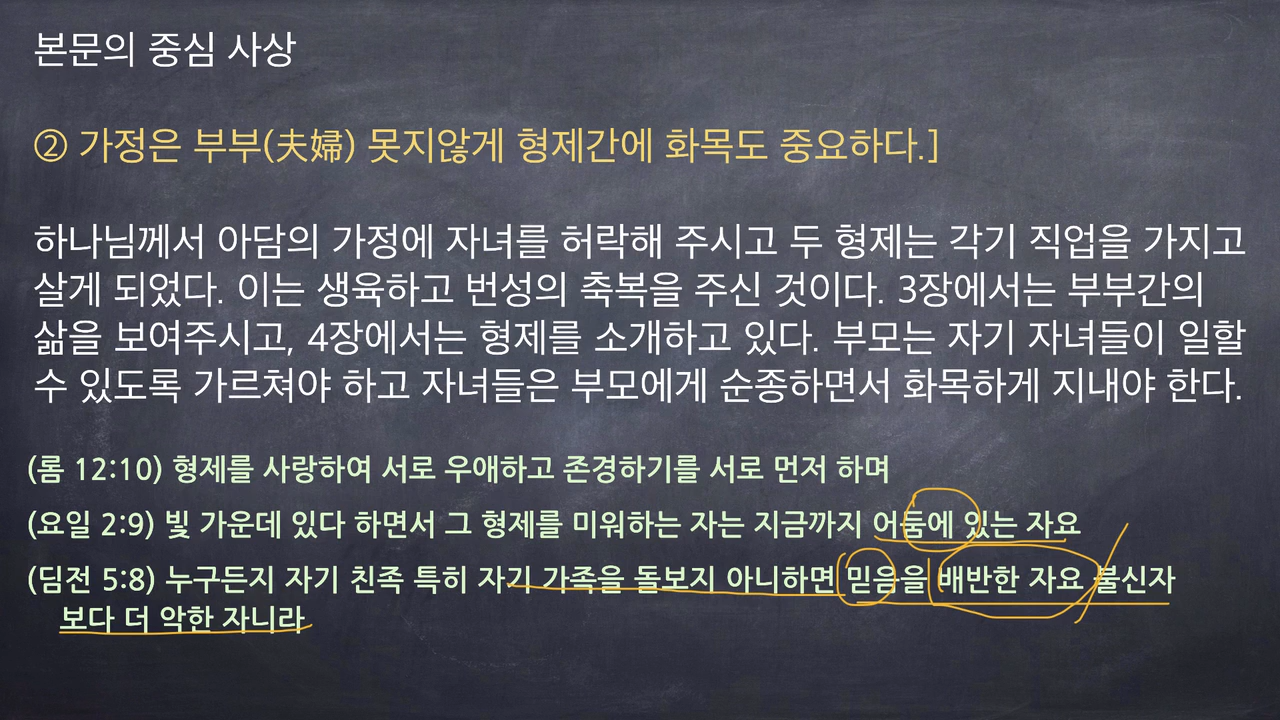 본문의 중심 사상
② 가정은 부부(夫婦) 못지않게 형제간에 화목도 중요하다.]
하나님께서 아담의 가정에 자녀를 허락해 주시고 두 형제는 각기 직업을 가지고
살게 되었다. 이는 생육하고 번성의 축복을 주신 것이다. 3장에서는 부부간의
삶을 보여주시고, 4장에서는 형제를 소개하고 있다. 부모는 자기 자녀들이 일할
수 있도록 가르쳐야 하고 자녀들은 부모에게 순종하면서 화목하게 지내야 한다.
(롬 12:10) 형제를 사랑하여 서로 우애하고 존경하기를 서로 먼저 하며
(요일 2:9) 빛 가운데 있다 하면서 그 형제를 미워하는 자는 지금까지 어둠에 있는 자요
(딤전 5:8) 누구든지 자기 친족 특히 자기 가족을 돌보지 아니하면 믿음을 배반한 자요 불신자
보다 더 악한 자니라